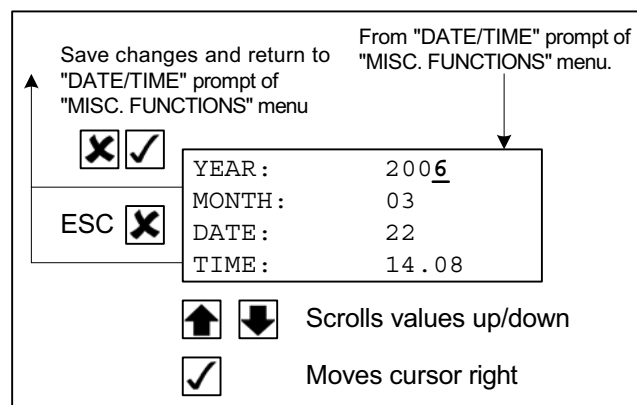 Save changes and return to
"DATE/TIME" prompt of
"MISC. FUNCTIONS" menu
From "DATE/TIME" prompt of
"MISC. FUNCTIONS" menu.
YEAR: 2006
MONTH: 03
DATE: 22
TIME: 14.08
ESC
Scrolls values up/down
Moves cursor right